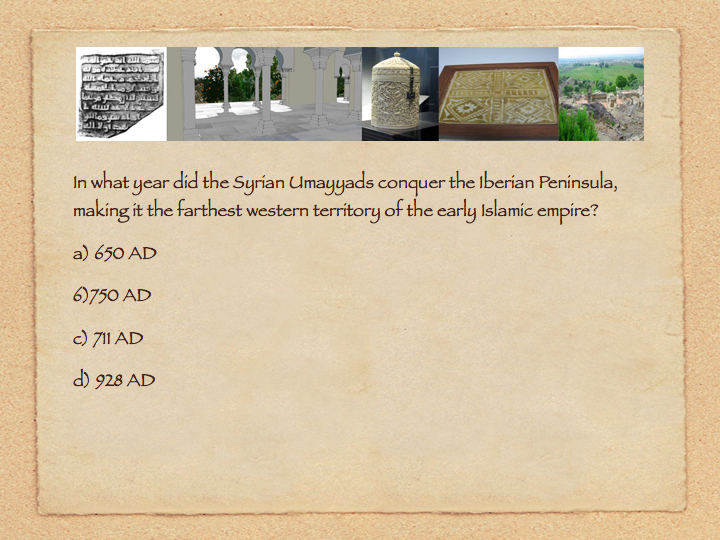 In what year did the Syrian Umayyads conquer the Iberian Peninsula,
making it the farthest western territory of the early Islamic empire?
a) 650 AD
6)750 AD
c) 711 AD
d) 928 AD